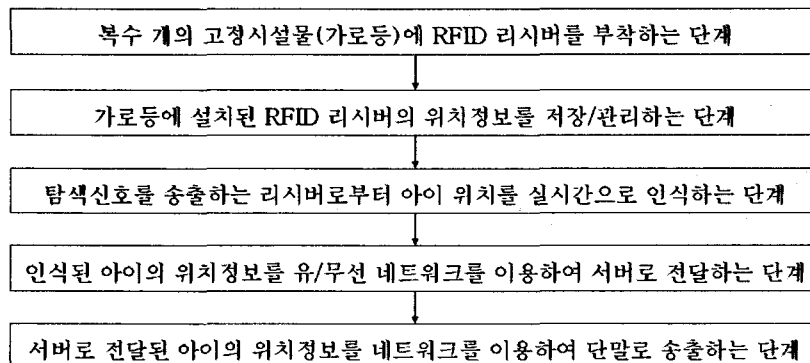 복수 개의 고정시설물(가로등)에 RFID 리시버를 부착하는 단계
가로등에 설치된 RFID 리시버의 위치정보를 저장/관리하는 단계
탐색신호를 송출하는 리시버로부터 아이 위치를 실시간으로 인식하는 단계
인식된 아이의 위치정보를 유/무선 네트워크를 이용하여 서버로 전달하는 단계
서버로 전달된 아이의 위치정보를 네트워크를 이용하여 단말로 송출하는 단계